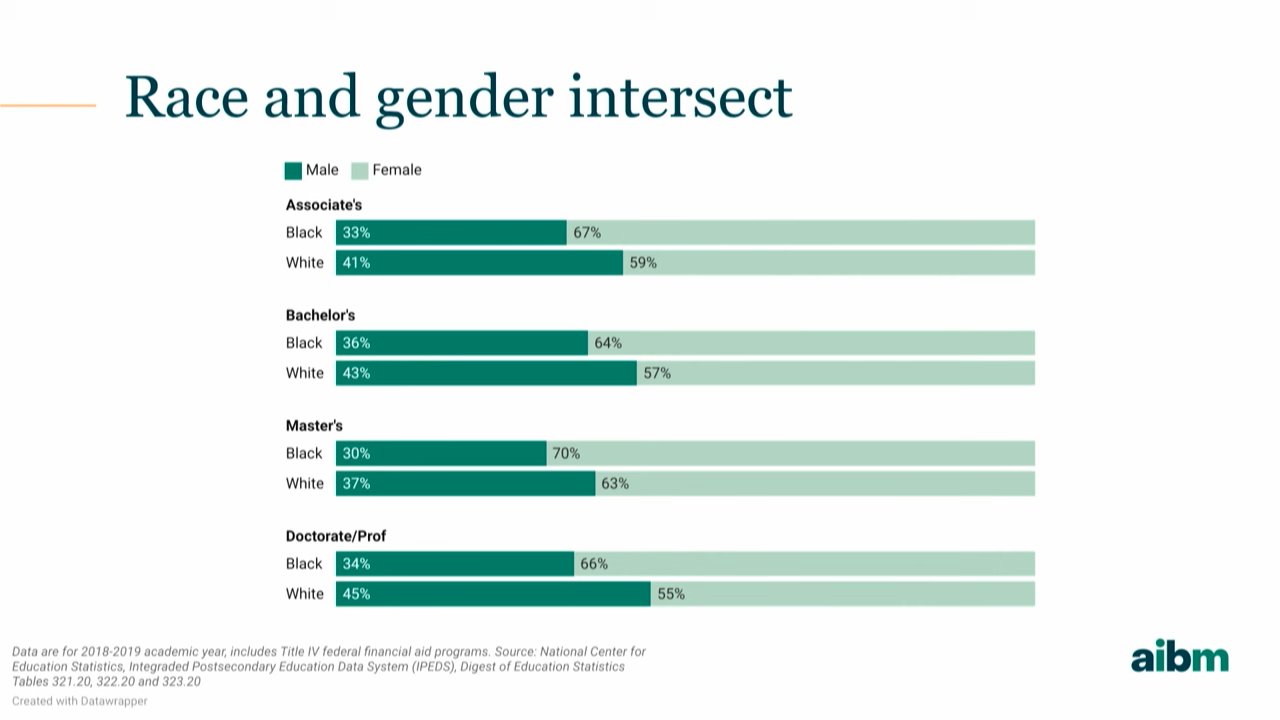 Race and gender intersect
Male Female
Associate's
Black 33% 67%
White 41% 59%
Bachelor's
Black 36% 64%
White 43% 57%
Master's
Black 30% 70%
White 37% 63%
Doctorate/Prof
Black 34% 66%
White 45% 55%
Data are for 2018-2019 academic year, includes Title IV federal financial aid programs. Source: National Center for
Education Statistics, Integrated Postsecondary Education Data System (IPEDS), Digest of Education Statistics
Tables 321.20, 322.20 and 323.20
Created with Datawrapper
aibm